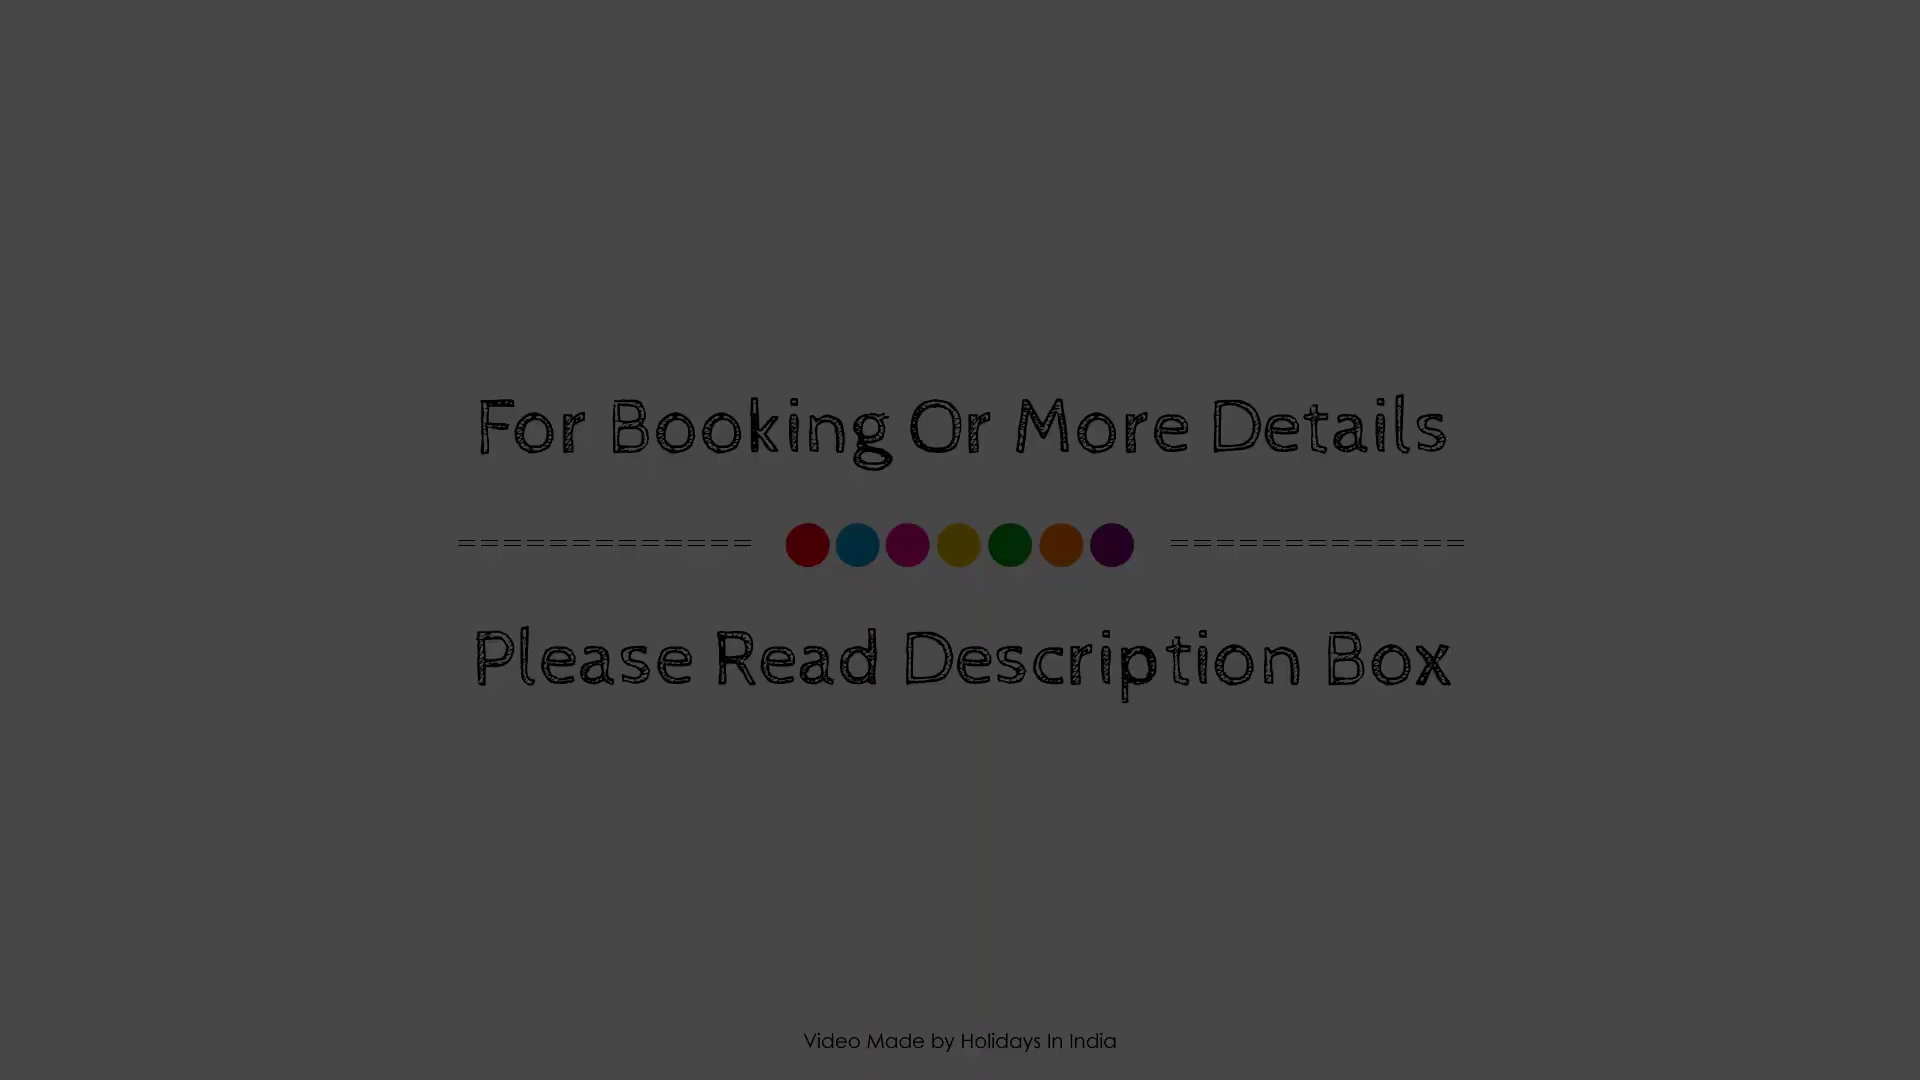 For Booking Or More Details
============= =============
Please Read Description Box
Video Made by Holidays In India